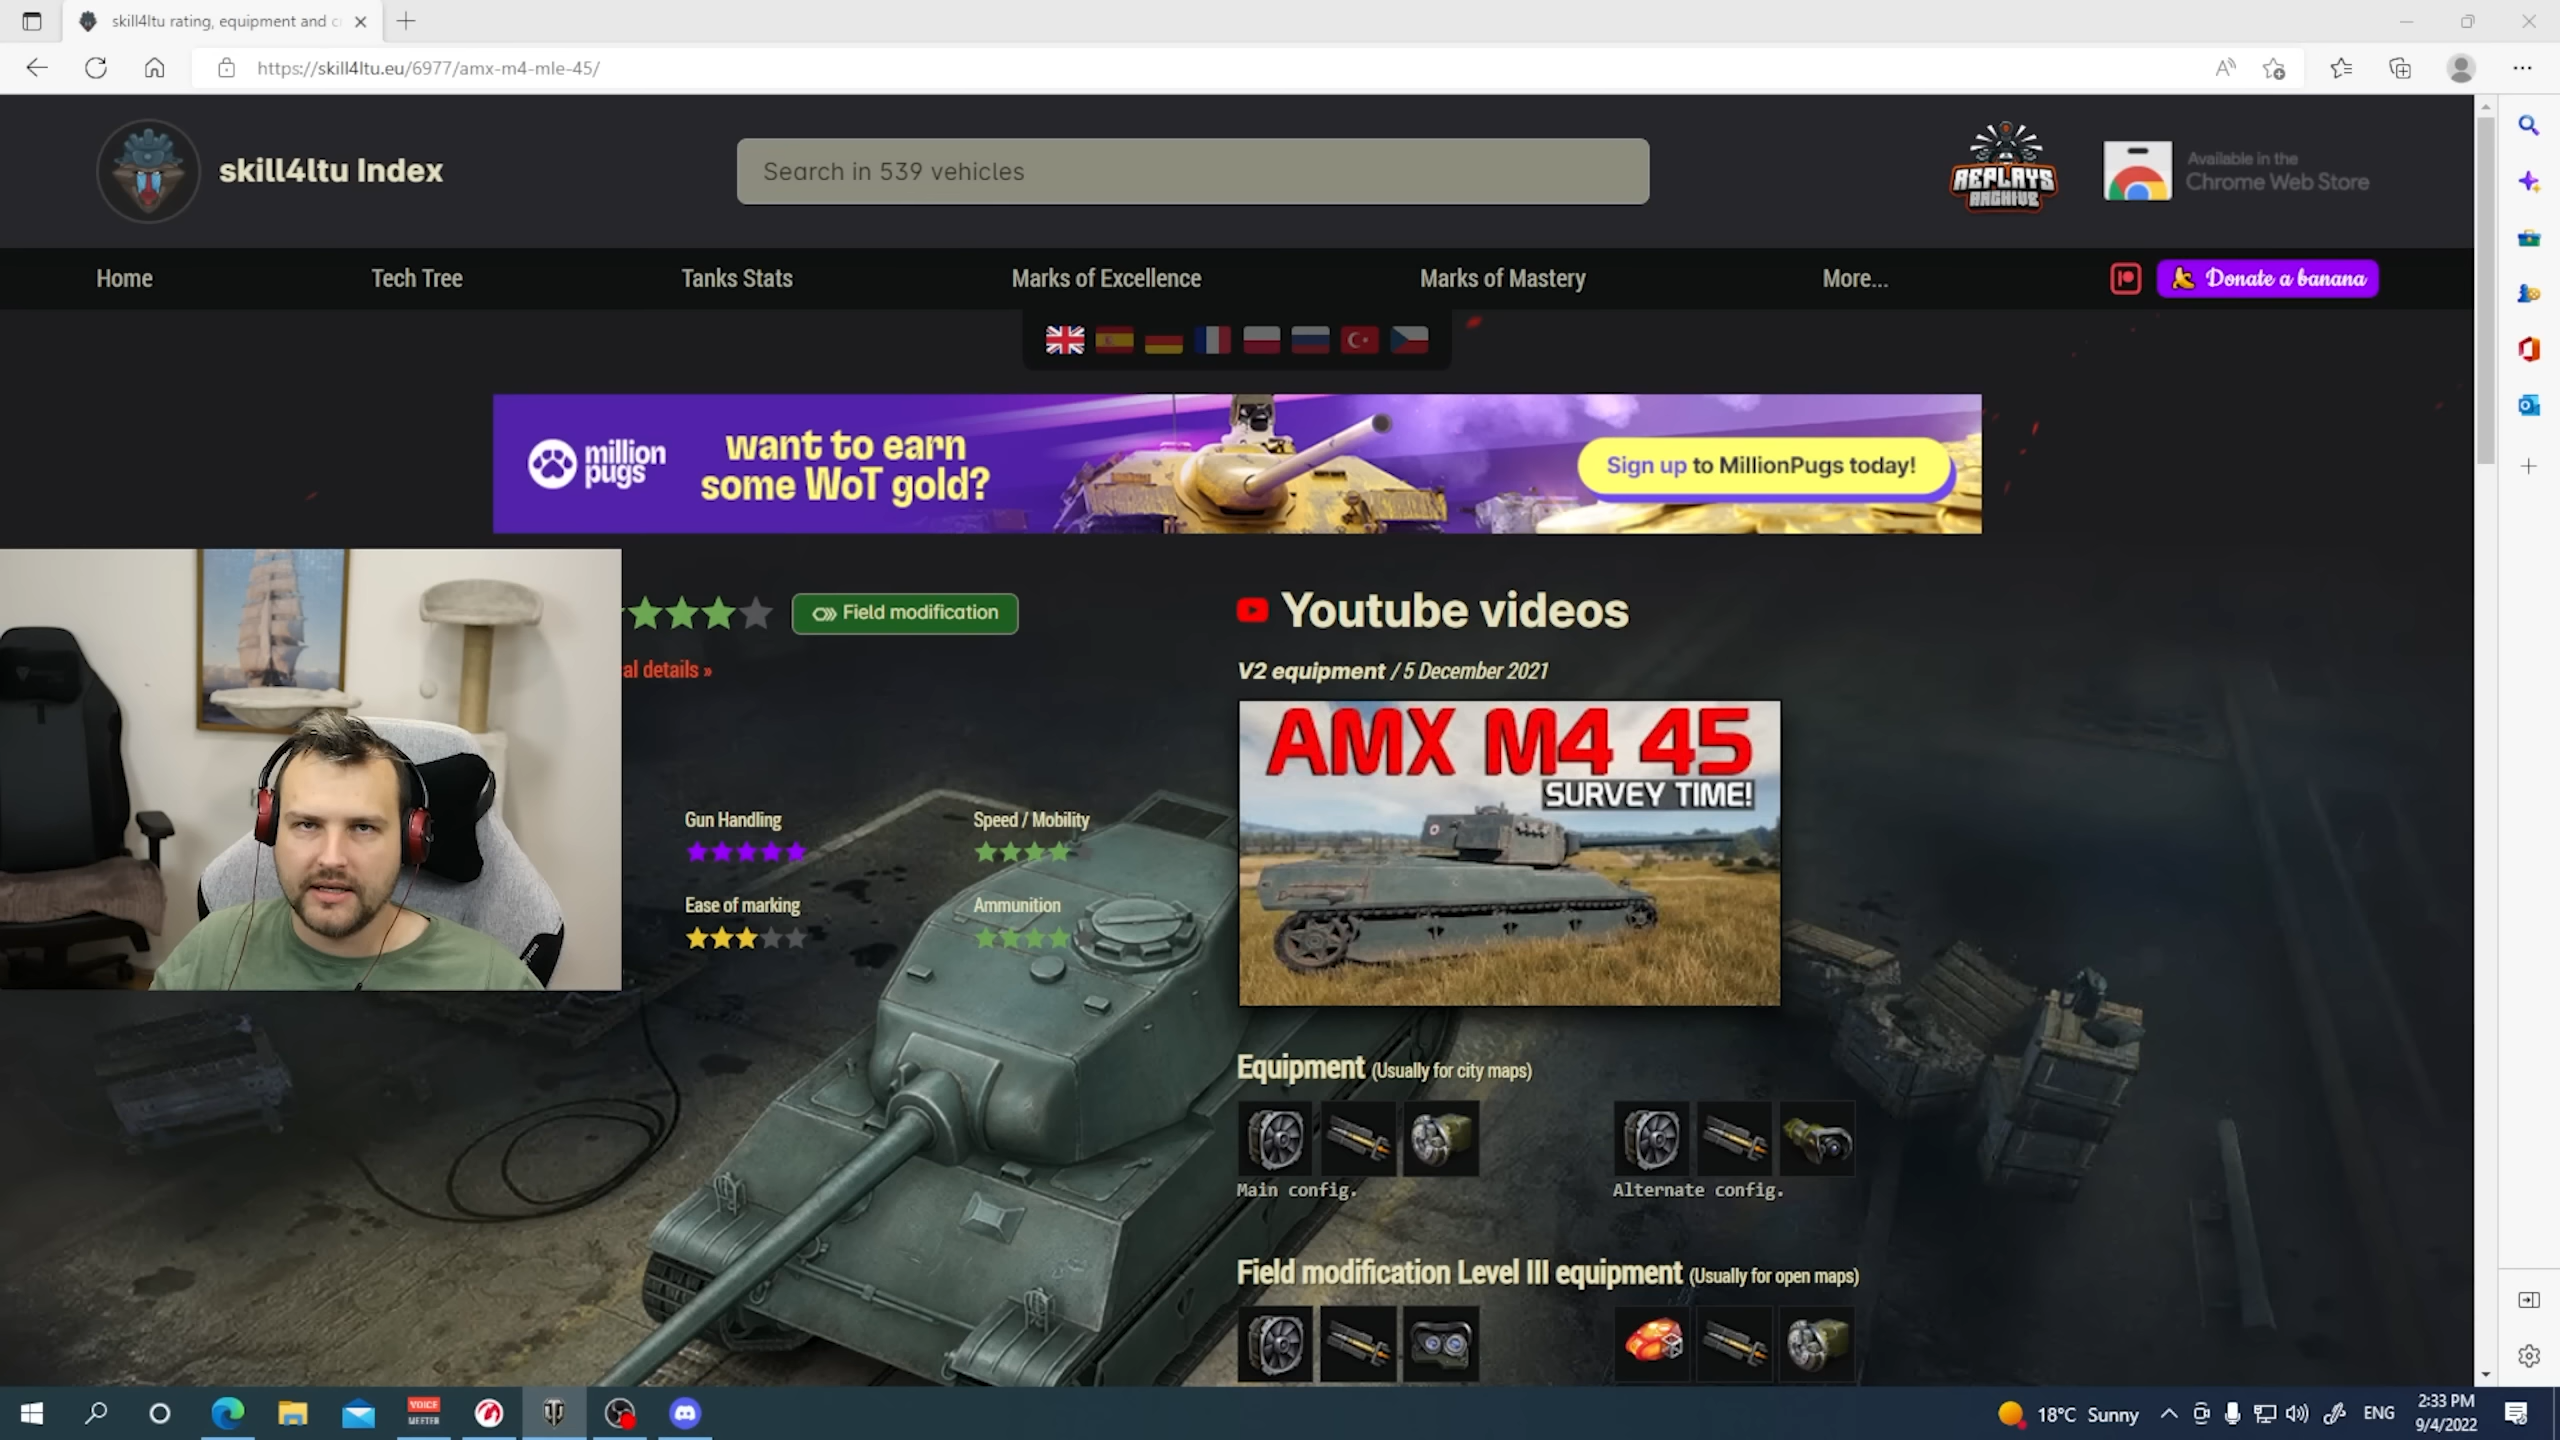 skill4ltu rating, equipment and c
https://skill4ltu.eu/6977/amx-m4-mle-45/
skill4ltu Index
Search in 539 vehicles
REPLAYS
ARCHIVE
Available in the
Chrome Web Store
Home
Tech Tree
Tanks Stats
Marks of Excellence
Marks of Mastery
More...
Donate a banana
million
pugs
want to earn
some WoT gold?
Sign up to MillionPugs today!
Field modification
al details »
Gun Handling
Speed / Mobility
Ease of marking
Ammunition
Youtube videos
V2 equipment / 5 December 2021
AMX M4 45
SURVEY TIME!
Equipment (Usually for city maps)
Main config.
Alternate config.
Field modification Level III equipment (Usually for open maps)
VOICE
MEETER
18°C Sunny
ENG
2:33 PM
9/4/2022